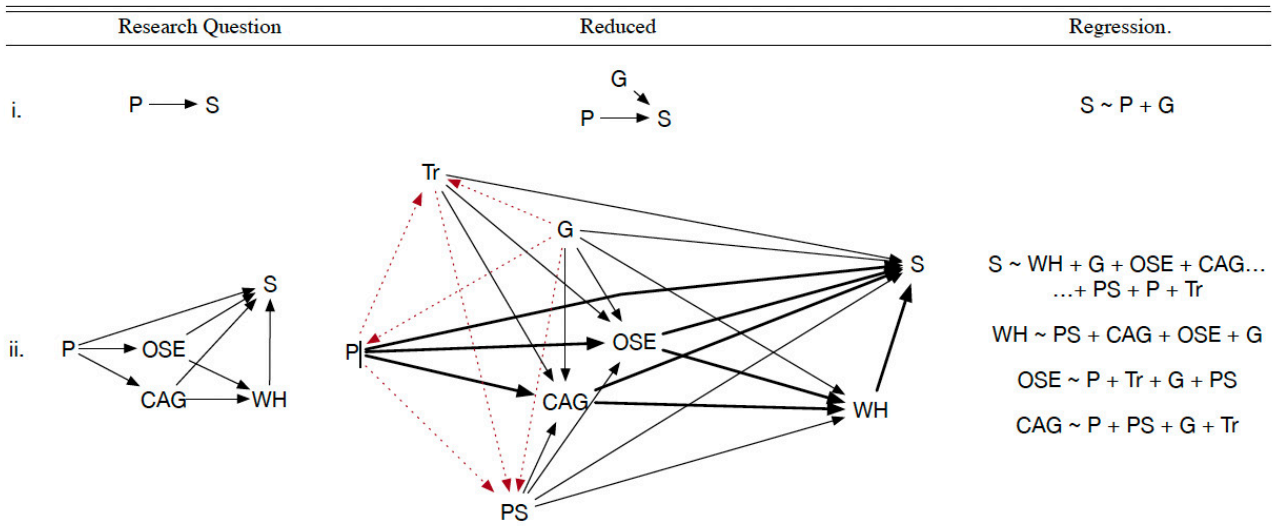 Research Question Reduced Regression.
i.
P S
G
P S
S ~ P + G
ii.
S
P OSE
CAG WH
Tr
G
S
P|
OSE
CAG
WH
PS
S ~ WH + G + OSE + CAG…
…+ PS + P + Tr
WH ~ PS + CAG + OSE + G
OSE ~ P + Tr + G + PS
CAG ~ P + PS + G + Tr